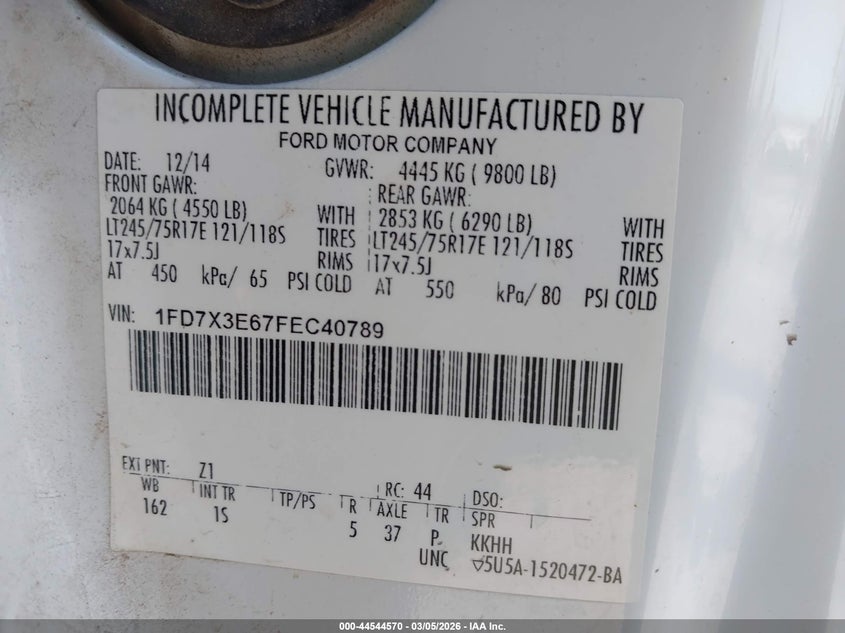 INCOMPLETE VEHICLE MANUFACTURED BY
FORD MOTOR COMPANY
DATE: 12/14 GVWR: 4445 KG ( 9800 LB)
FRONT GAWR: REAR GAWR:
2064 KG ( 4550 LB) WITH 2853 KG ( 6290 LB) WITH
LT245/75R17E 121/118S TIRES LT245/75R17E 121/118S TIRES
17x7.5J RIMS 17x7.5J RIMS
AT 450 kPa/ 65 PSI COLD AT 550 kPa/ 80 PSI COLD
VIN: 1FD7X3E67FEC40789
EXT PNT: Z1 RC: 44 DSO:
WB INT TR TP/PS R AXLE TR SPR
162 1S 5 37 P KKHH
UNC ▽5U5A-1520472-BA
000-44544570 — 03/05/2026 — IAA Inc.